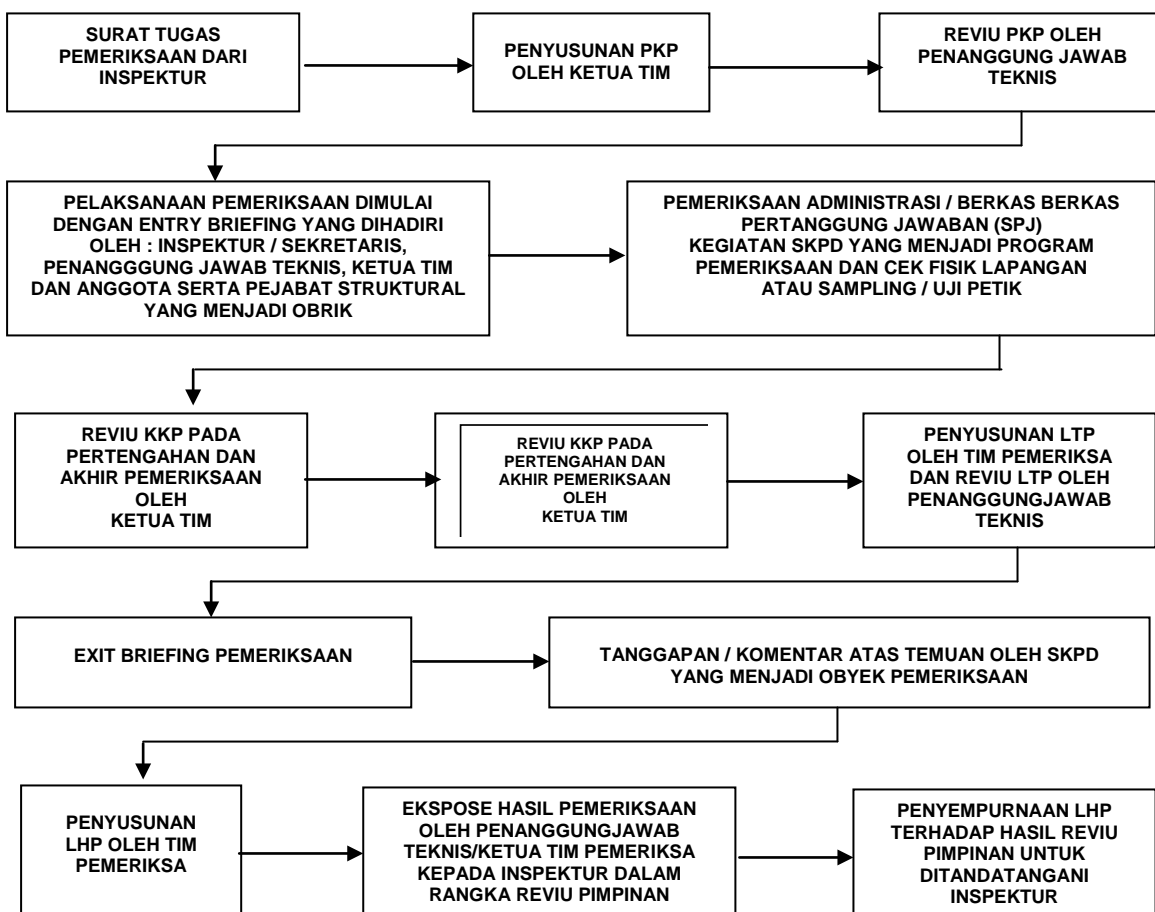 SURAT TUGAS
PEMERIKSAAN DARI
INSPEKTUR
PENYUSUNAN PKP
OLEH KETUA TIM
REVIU PKP OLEH
PENANGGUNG JAWAB
TEKNIS
PELAKSANAAN PEMERIKSAAN DIMULAI
DENGAN ENTRY BRIEFING YANG DIHADIRI
OLEH : INSPEKTUR / SEKRETARIS,
PENANGGGUNG JAWAB TEKNIS, KETUA TIM
DAN ANGGOTA SERTA PEJABAT STRUKTURAL
YANG MENJADI OBRIK
PEMERIKSAAN ADMINISTRASI / BERKAS BERKAS
PERTANGGUNG JAWABAN (SPJ)
KEGIATAN SKPD YANG MENJADI PROGRAM
PEMERIKSAAN DAN CEK FISIK LAPANGAN
ATAU SAMPLING / UJI PETIK
REVIU KKP PADA
PERTENGAHAN DAN
AKHIR PEMERIKSAAN
OLEH
KETUA TIM
REVIU KKP PADA
PERTENGAHAN DAN
AKHIR PEMERIKSAAN
OLEH
KETUA TIM
PENYUSUNAN LTP
OLEH TIM PEMERIKSA
DAN REVIU LTP OLEH
PENANGGUNGJAWAB
TEKNIS
EXIT BRIEFING PEMERIKSAAN
TANGGAPAN / KOMENTAR ATAS TEMUAN OLEH SKPD
YANG MENJADI OBYEK PEMERIKSAAN
PENYUSUNAN
LHP OLEH TIM
PEMERIKSA
EKSPOSE HASIL PEMERIKSAAN
OLEH PENANGGUNGJAWAB
TEKNIS/KETUA TIM PEMERIKSA
KEPADA INSPEKTUR DALAM
RANGKA REVIU PIMPINAN
PENYEMPURNAAN LHP
TERHADAP HASIL REVIU
PIMPINAN UNTUK
DITANDATANGANI
INSPEKTUR